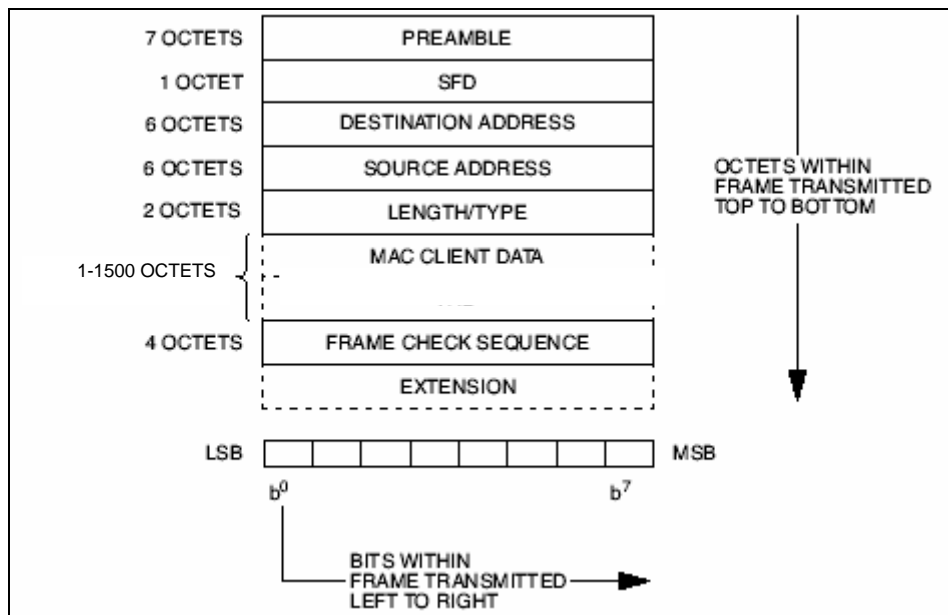 7 OCTETS PREAMBLE
1 OCTET SFD
6 OCTETS DESTINATION ADDRESS
6 OCTETS SOURCE ADDRESS
2 OCTETS LENGTH/TYPE
1-1500 OCTETS
MAC CLIENT DATA
4 OCTETS FRAME CHECK SEQUENCE
EXTENSION
OCTETS WITHIN
FRAME TRANSMITTED
TOP TO BOTTOM
LSB MSB
b⁰ b⁷
BITS WITHIN
FRAME TRANSMITTED
LEFT TO RIGHT